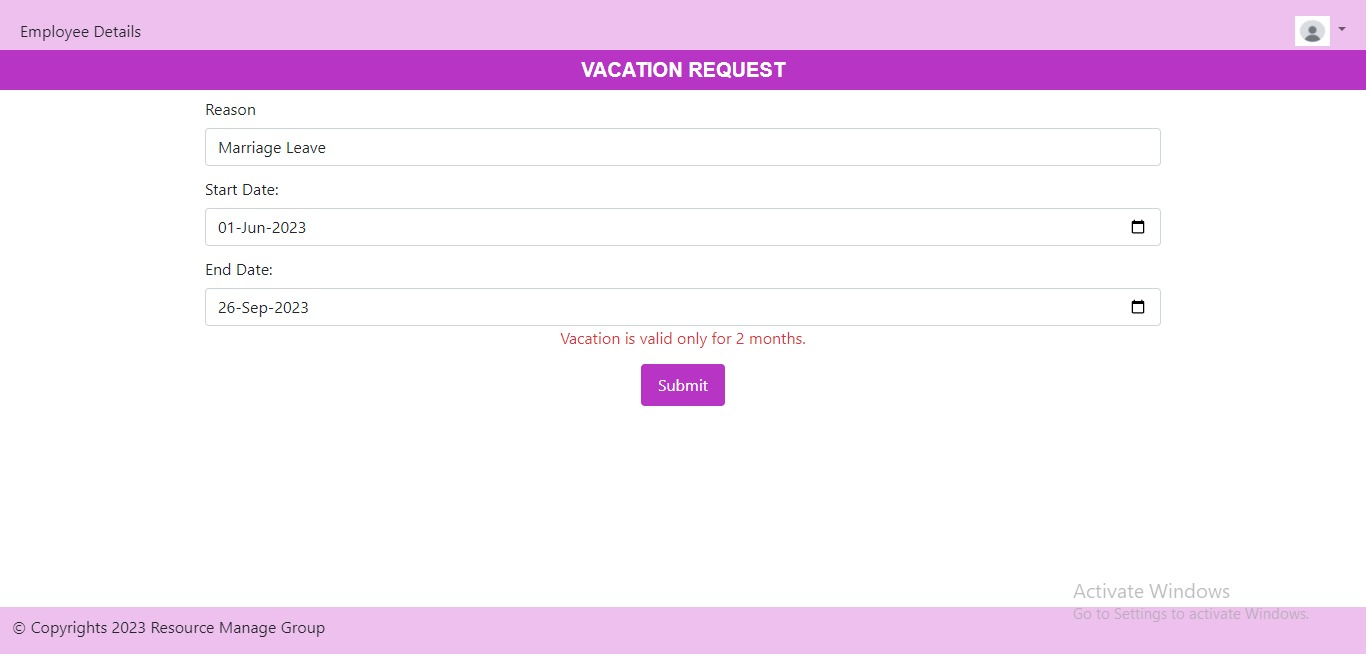 Employee Details
VACATION REQUEST
Reason
Marriage Leave
Start Date:
01-Jun-2023
End Date:
26-Sep-2023
Vacation is valid only for 2 months.
Submit
Activate Windows
Go to Settings to activate Windows.
© Copyrights 2023 Resource Manage Group